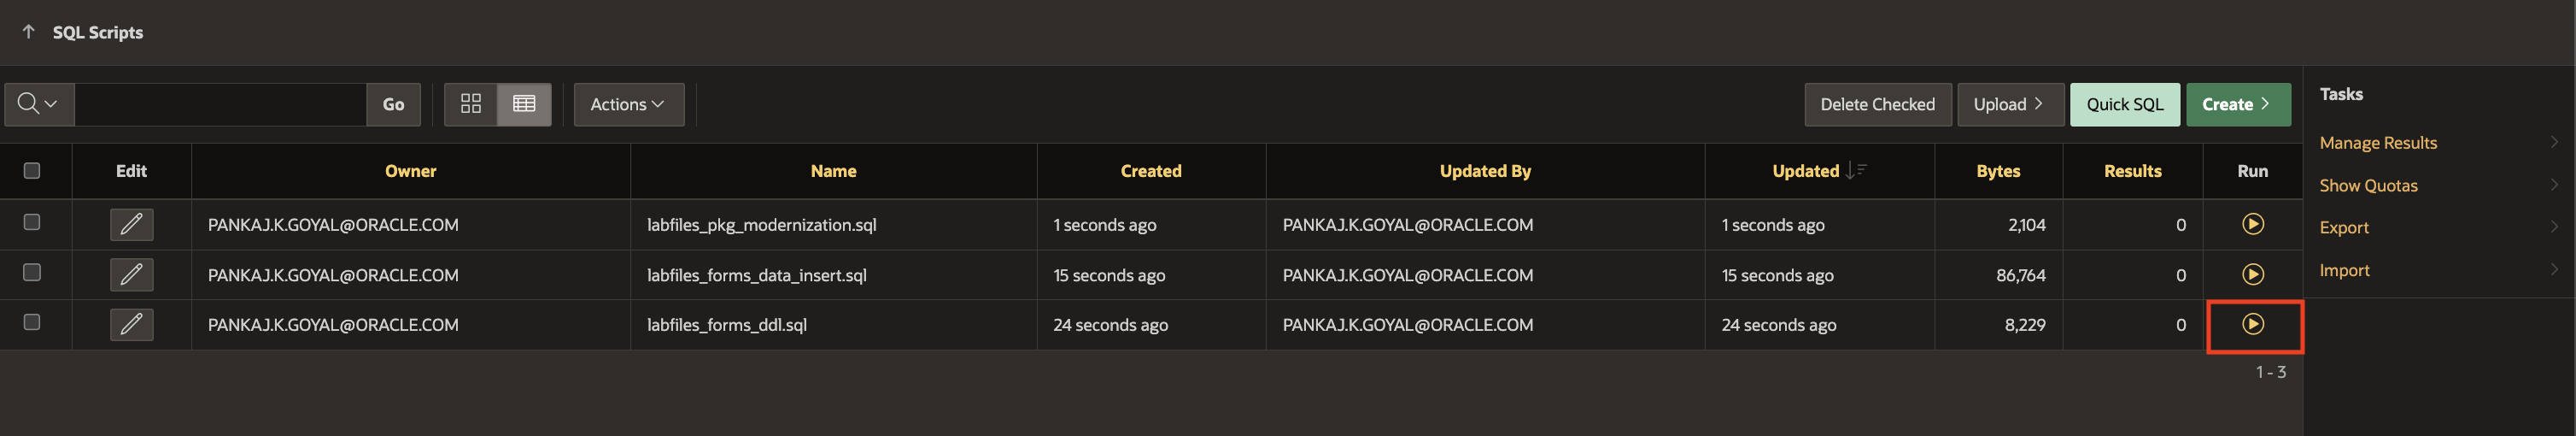 SQL Scripts
Go
Actions
Delete Checked
Upload
Quick SQL
Create
Edit Owner Name Created Updated By Updated Bytes Results Run
PANKAJ.K.GOYAL@ORACLE.COM labfiles_pkg_modernization.sql 1 seconds ago PANKAJ.K.GOYAL@ORACLE.COM 1 seconds ago 2,104 0
PANKAJ.K.GOYAL@ORACLE.COM labfiles_forms_data_insert.sql 15 seconds ago PANKAJ.K.GOYAL@ORACLE.COM 15 seconds ago 86,764 0
PANKAJ.K.GOYAL@ORACLE.COM labfiles_forms_ddl.sql 24 seconds ago PANKAJ.K.GOYAL@ORACLE.COM 24 seconds ago 8,229 0
1 - 3
Tasks
Manage Results
Show Quotas
Export
Import